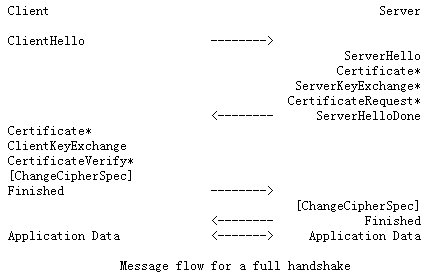 Client Server
ClientHello -------->
ServerHello
Certificate*
ServerKeyExchange*
CertificateRequest*
<-------- ServerHelloDone
Certificate*
ClientKeyExchange
CertificateVerify*
[ChangeCipherSpec]
Finished -------->
[ChangeCipherSpec]
<-------- Finished
Application Data <-------> Application Data
Message flow for a full handshake